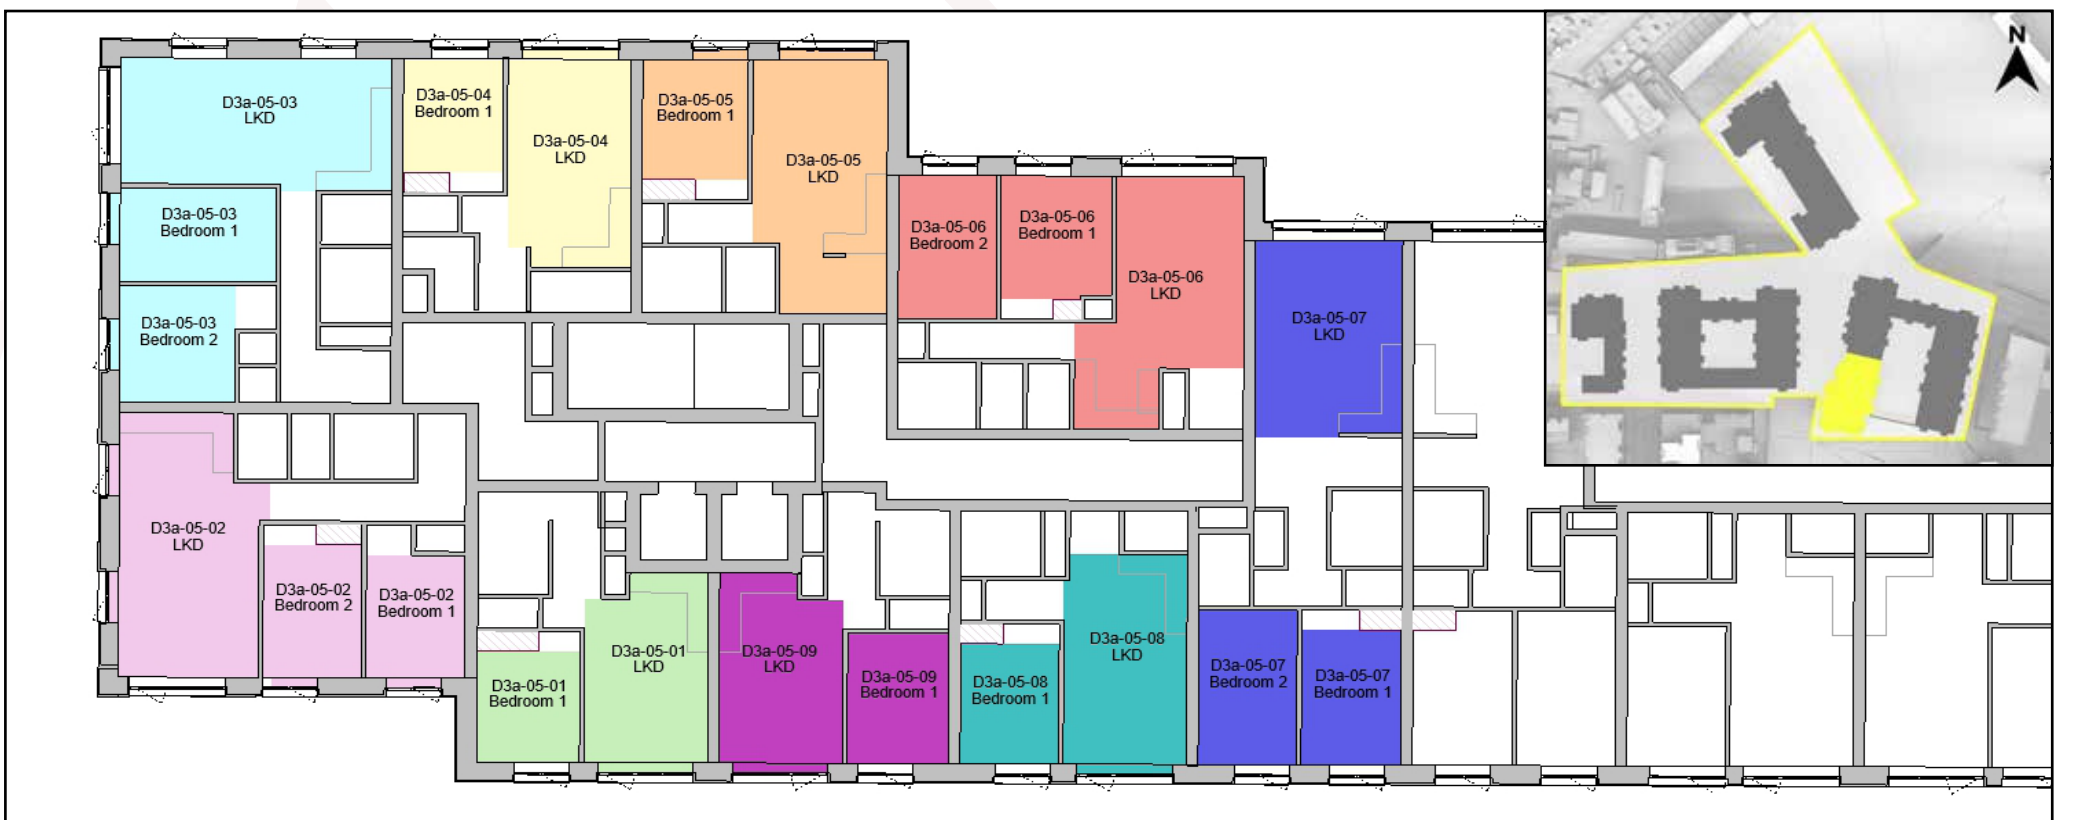 D3a-05-03
LKD
D3a-05-04
Bedroom 1
D3a-05-04
LKD
D3a-05-05
Bedroom 1
D3a-05-05
LKD
N
D3a-05-03
Bedroom 1
D3a-05-06
Bedroom 2
D3a-05-06
Bedroom 1
D3a-05-06
LKD
D3a-05-03
Bedroom 2
D3a-05-07
LKD
D3a-05-02
LKD
D3a-05-02
Bedroom 2
D3a-05-02
Bedroom 1
D3a-05-01
Bedroom 1
D3a-05-01
LKD
D3a-05-09
LKD
D3a-05-09
Bedroom 1
D3a-05-08
Bedroom 1
D3a-05-08
LKD
D3a-05-07
Bedroom 2
D3a-05-07
Bedroom 1